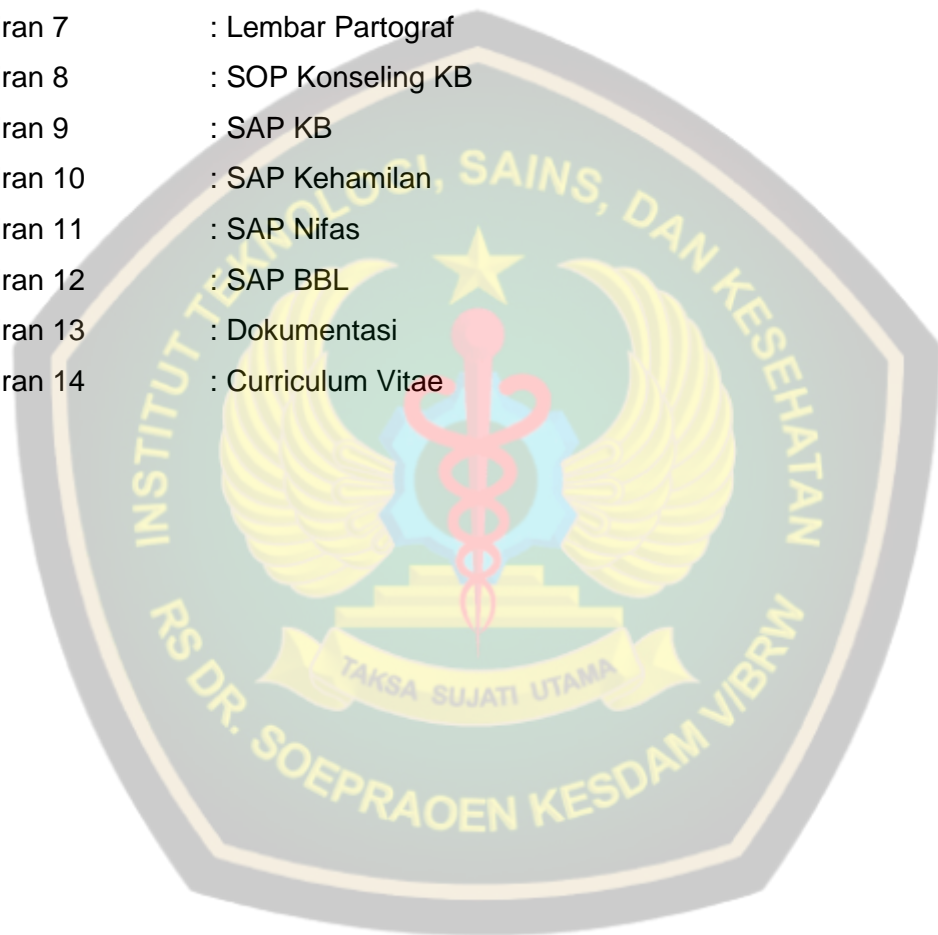 ran 7 : Lembar Partograf
ran 8 : SOP Konseling KB
ran 9 : SAP KB
ran 10 : SAP Kehamilan
ran 11 : SAP Nifas
ran 12 : SAP BBL
ran 13 : Dokumentasi
ran 14 : Curriculum Vitae
INSTITUT TEKNOLOGI, SAINS, DAN KESEHATAN
TAKSA SUJATI UTAMA
RS DR. SOEPRAOEN KESDAM V/BRW